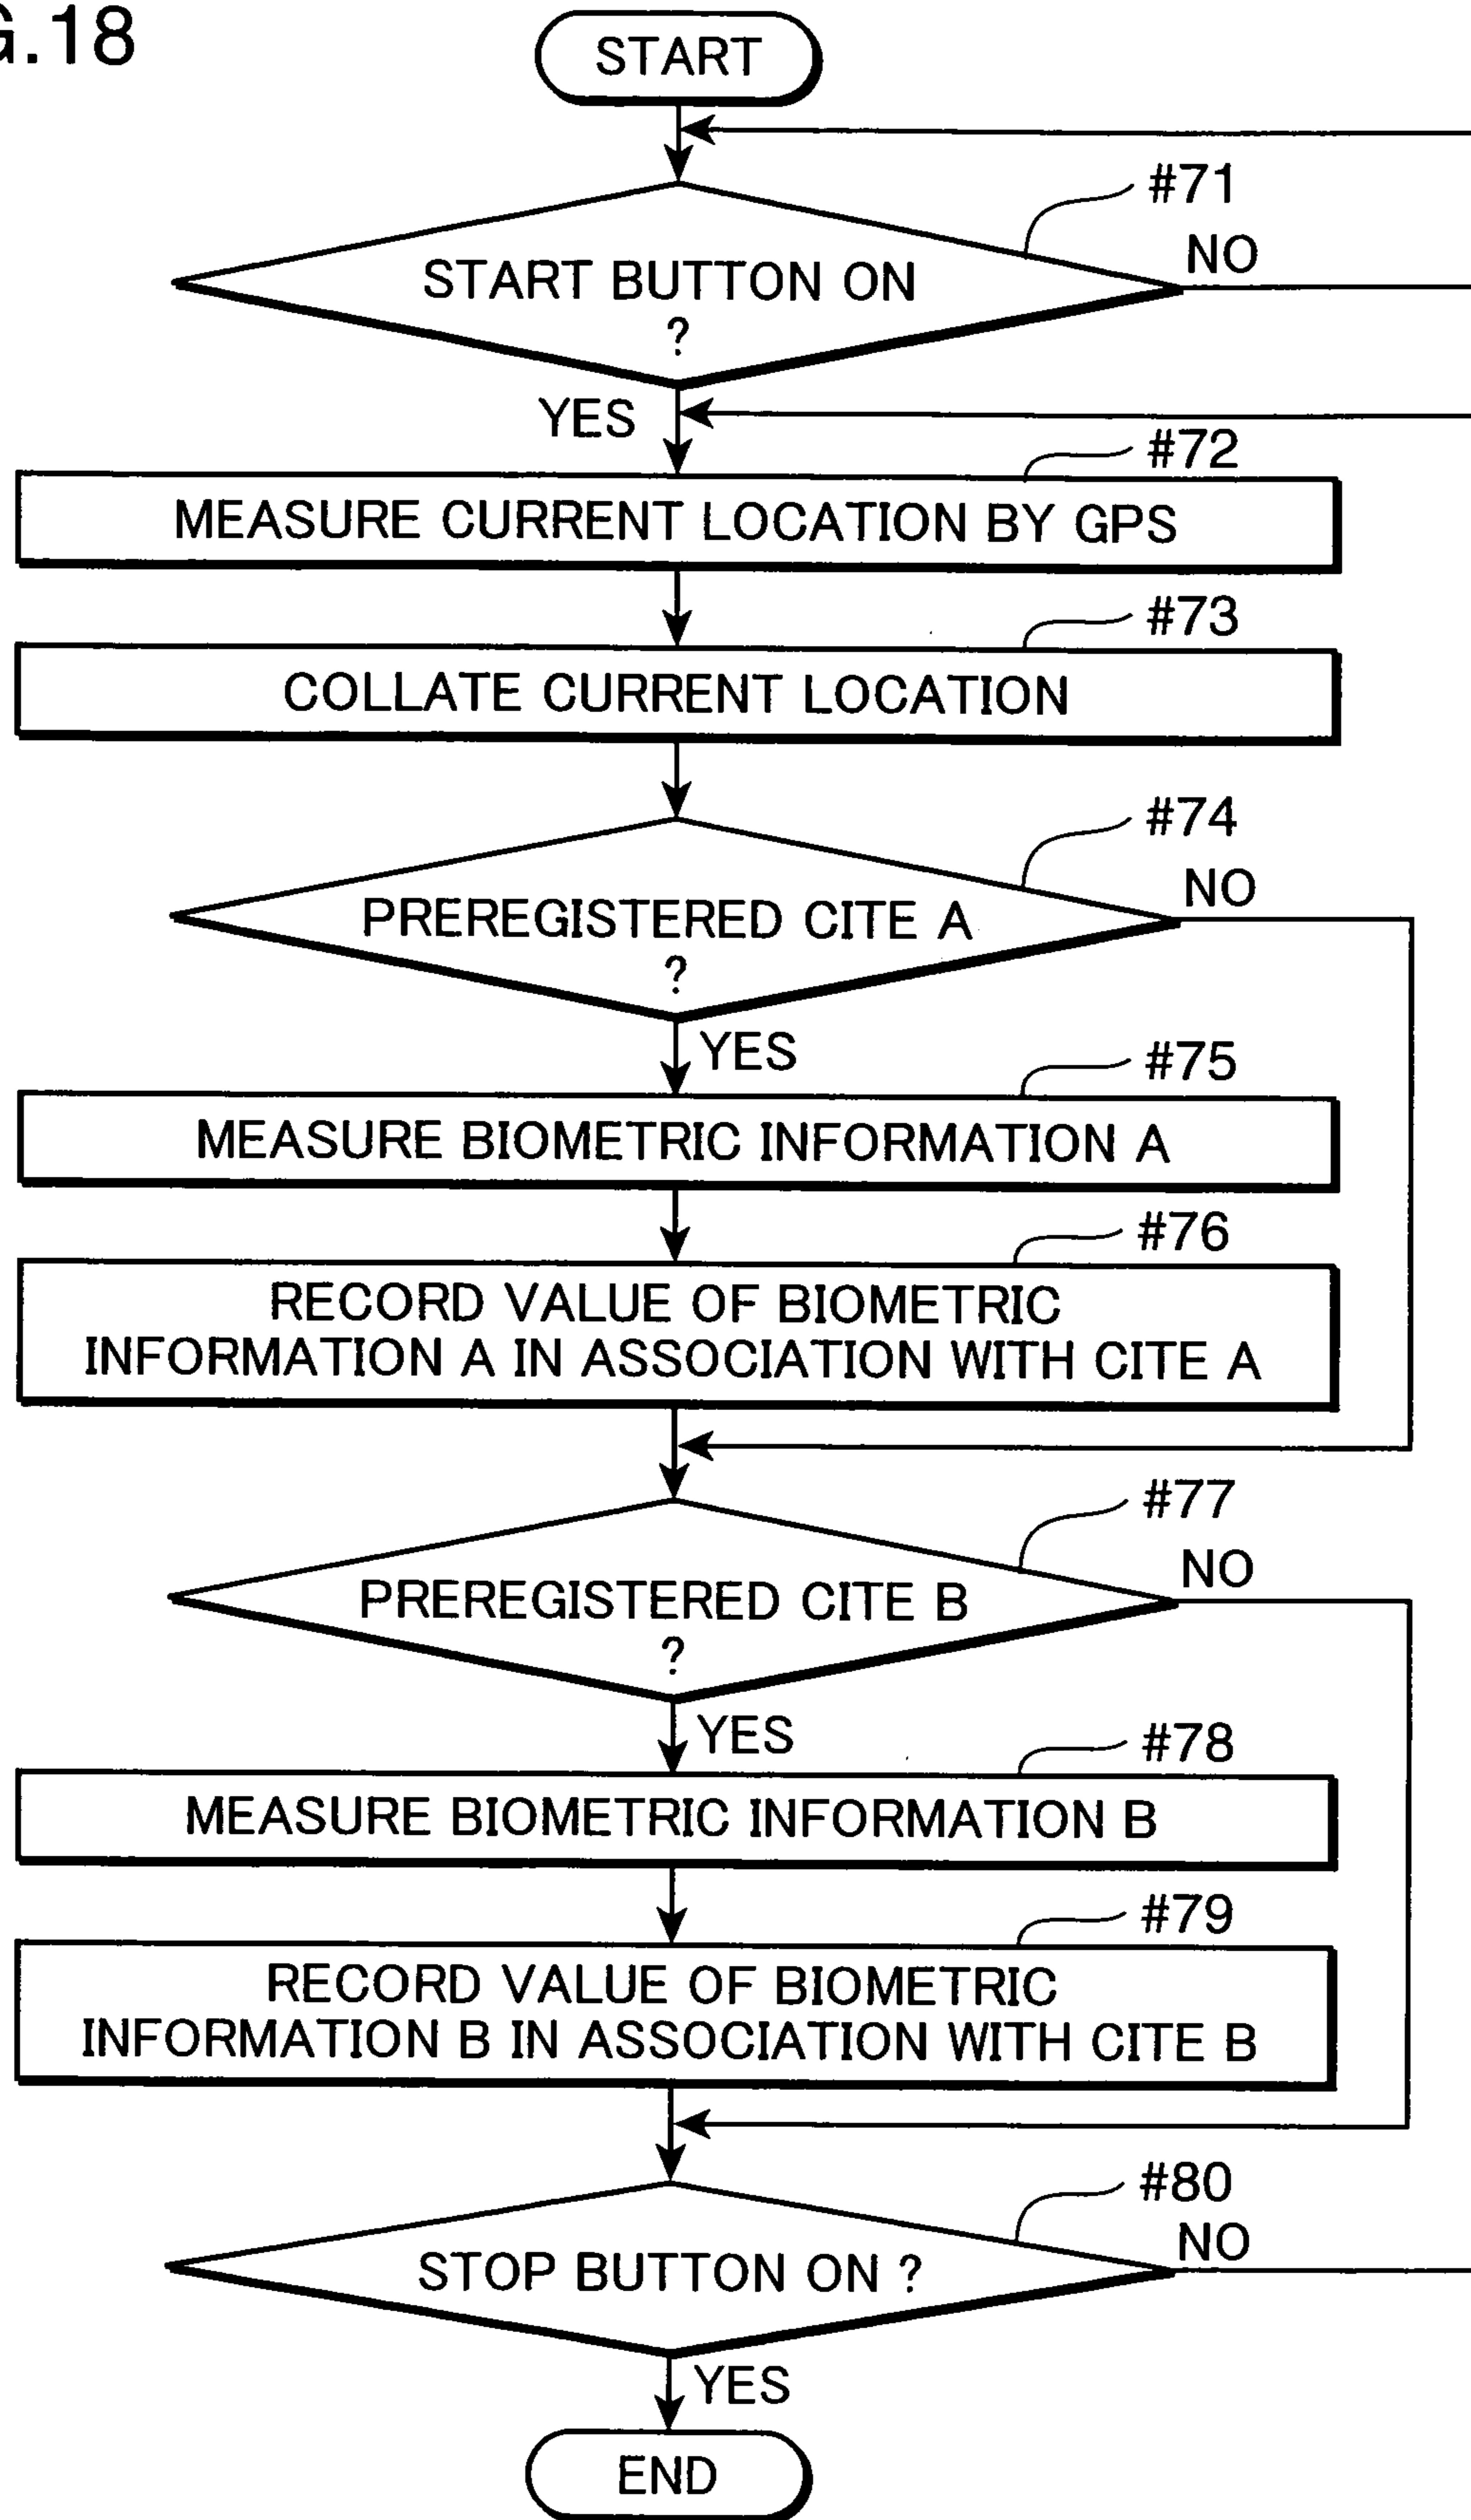 G.18
START
#71
START BUTTON ON
?
NO
YES
#72
MEASURE CURRENT LOCATION BY GPS
#73
COLLATE CURRENT LOCATION
#74
PREREGISTERED CITE A
?
NO
YES
#75
MEASURE BIOMETRIC INFORMATION A
#76
RECORD VALUE OF BIOMETRIC
INFORMATION A IN ASSOCIATION WITH CITE A
#77
PREREGISTERED CITE B
?
NO
YES
#78
MEASURE BIOMETRIC INFORMATION B
#79
RECORD VALUE OF BIOMETRIC
INFORMATION B IN ASSOCIATION WITH CITE B
#80
STOP BUTTON ON ?
NO
YES
END